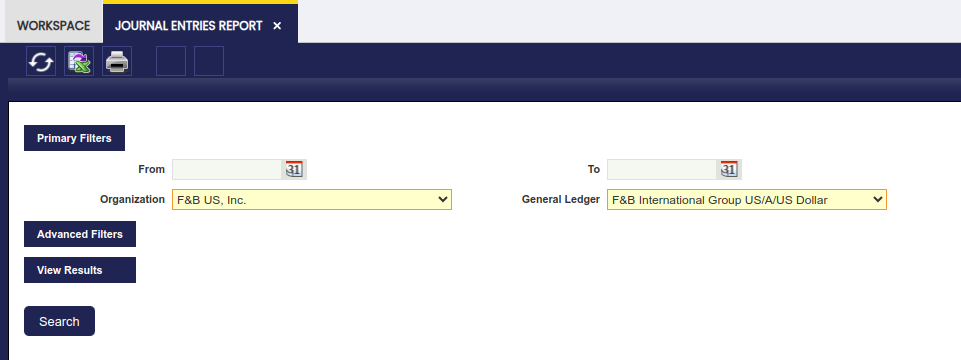 WORKSPACE JOURNAL ENTRIES REPORT ×
Primary Filters
From 31 To 31
Organization F&B US, Inc. General Ledger F&B International Group US/A/US Dollar
Advanced Filters
View Results
Search